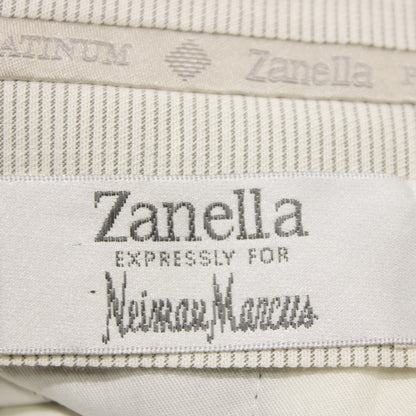 ATINUM Zanella
Zanella
EXPRESSLY FOR
Neiman Marcus